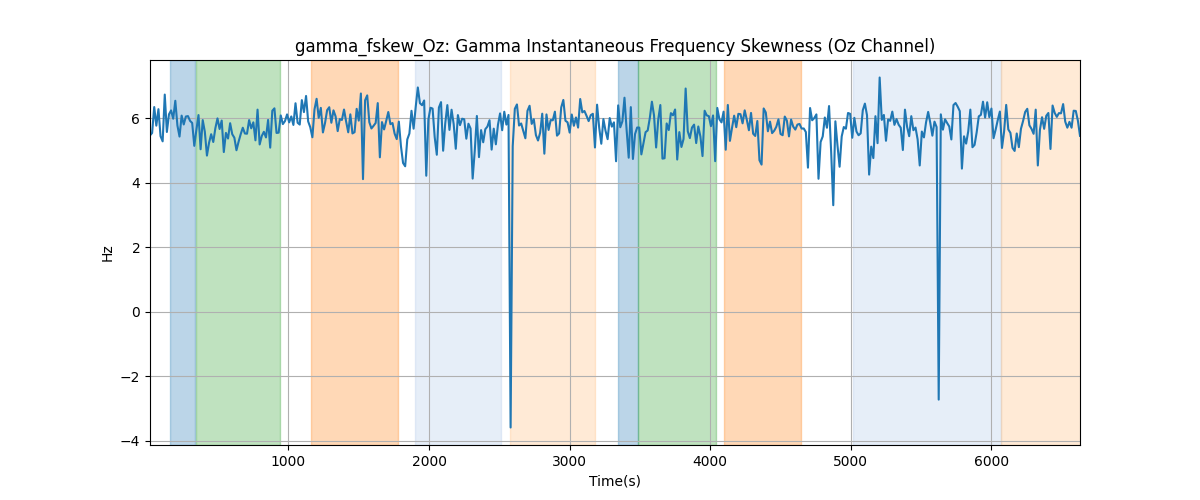 gamma_fskew_Oz: Gamma Instantaneous Frequency Skewness (Oz Channel)
6
4
2
0
−2
−4
Hz
1000 2000 3000 4000 5000 6000
Time(s)